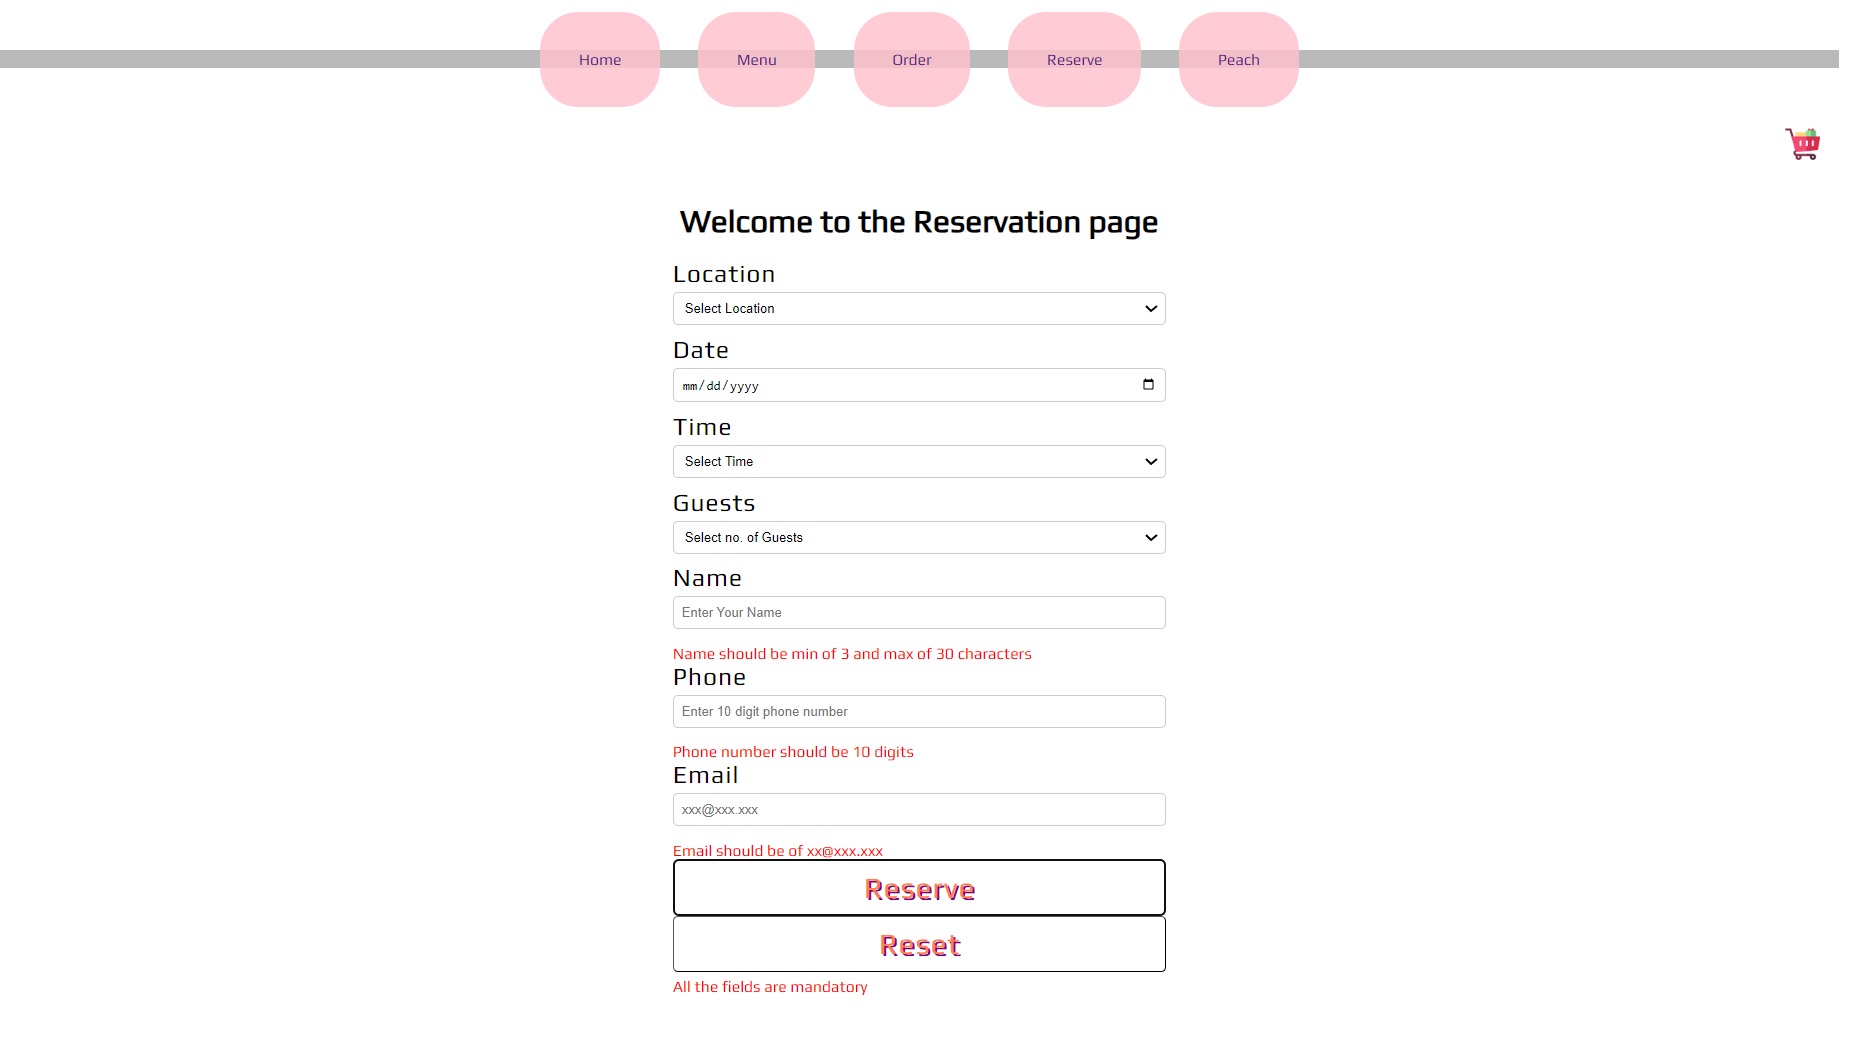 Home Menu Order Reserve Peach
Welcome to the Reservation page
Location
Select Location
Date
mm/dd/yyyy
Time
Select Time
Guests
Select no. of Guests
Name
Enter Your Name
Name should be min of 3 and max of 30 characters
Phone
Enter 10 digit phone number
Phone number should be 10 digits
Email
xxx@xxx.xxx
Email should be of xx@xxx.xxx
Reserve
Reset
All the fields are mandatory